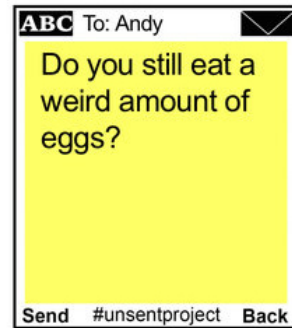 ABC To: Andy
Do you still eat a
weird amount of
eggs?
Send #unsentproject Back